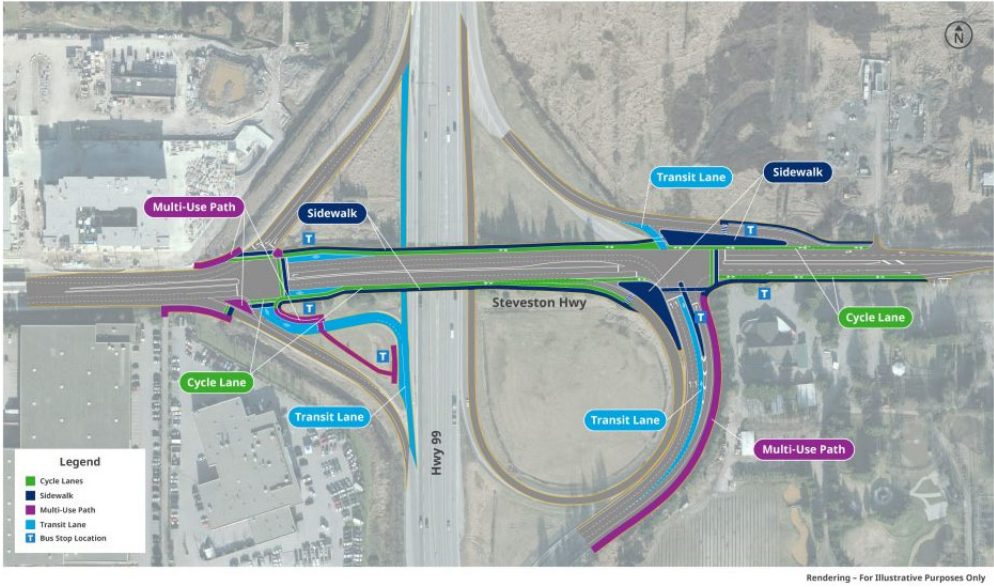 N
Transit Lane
Sidewalk
Multi-Use Path
Sidewalk
T
T
T
Steveston Hwy
T
T
T
Cycle Lane
T
Cycle Lane
Transit Lane
Transit Lane
Hwy 99
Multi-Use Path
Legend
Cycle Lanes
Sidewalk
Multi-Use Path
Transit Lane
T Bus Stop Location
Rendering – For Illustrative Purposes Only